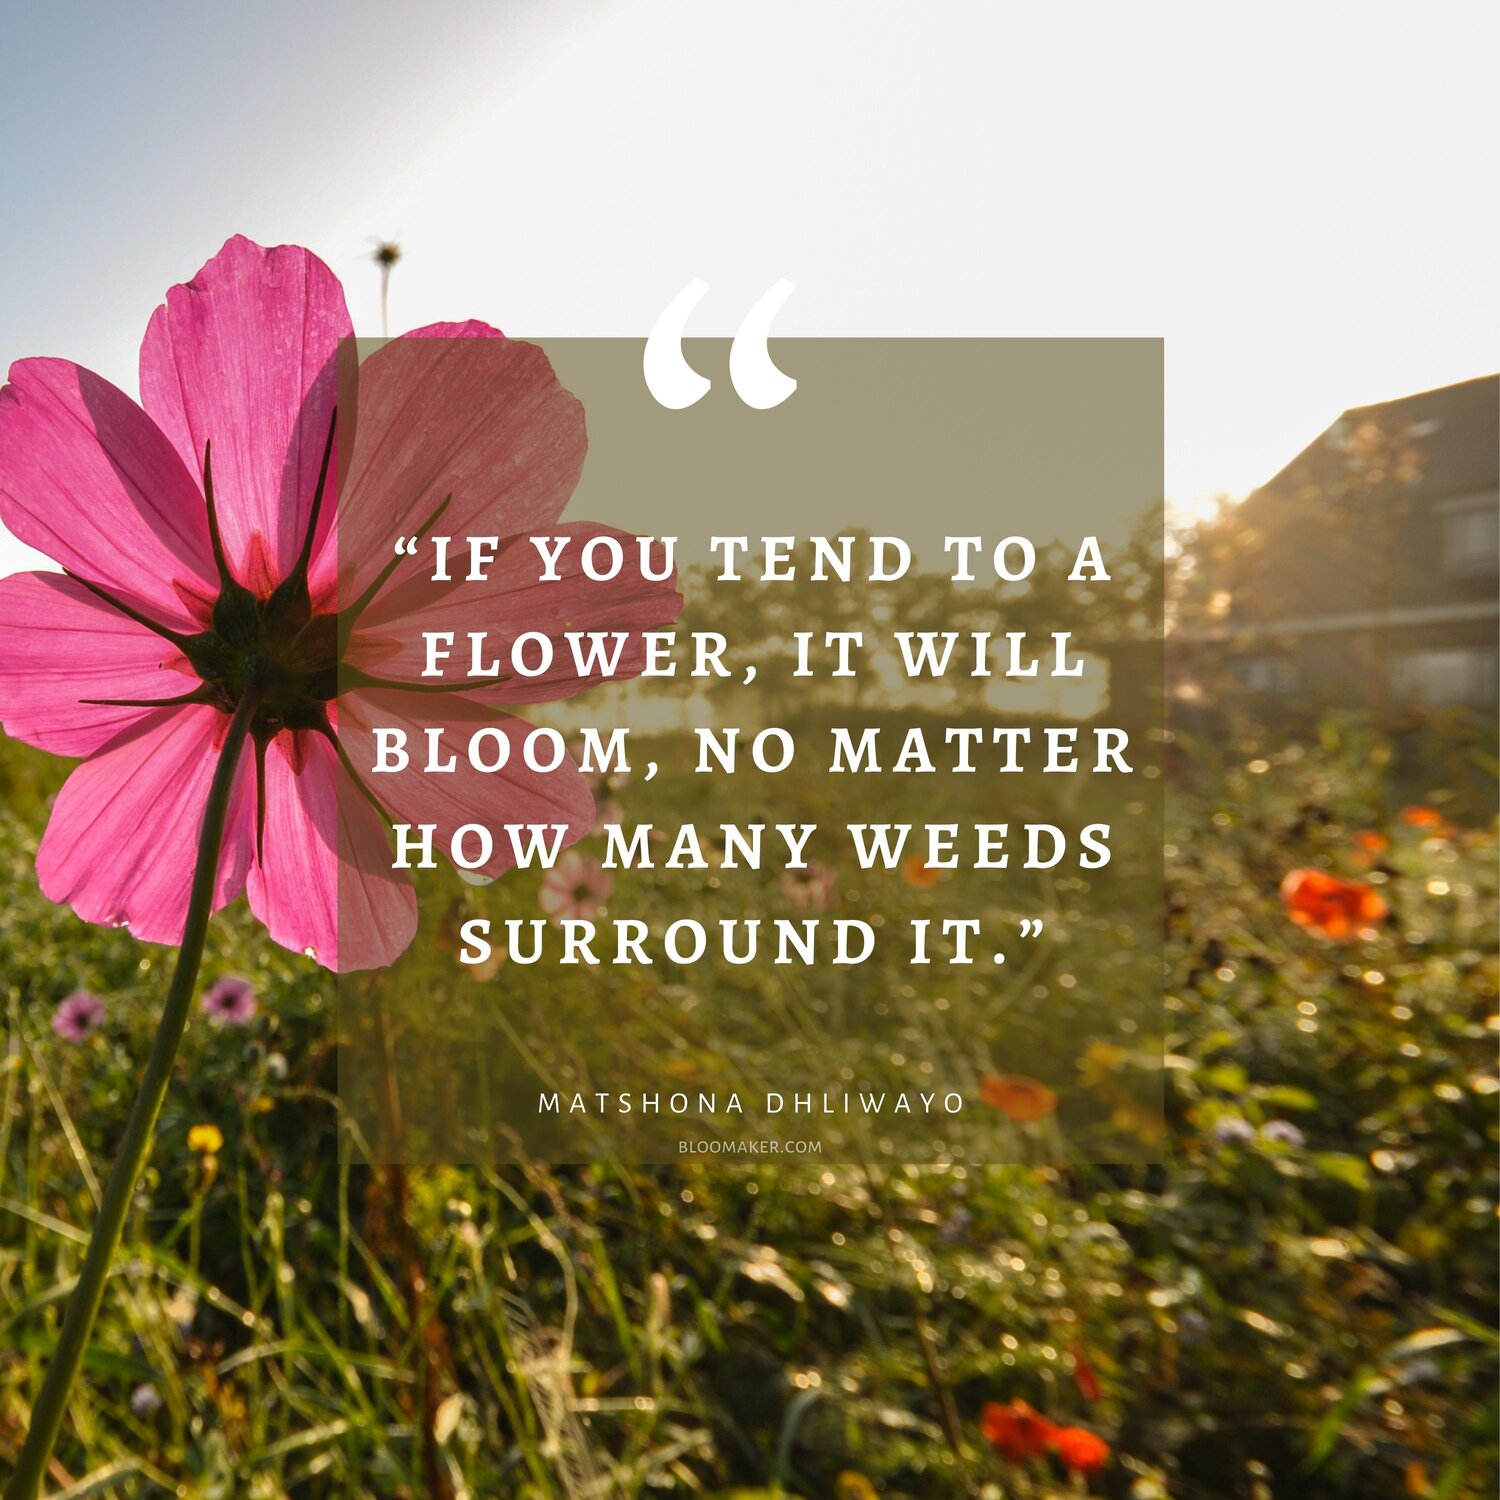 “
“IF YOU TEND TO A
FLOWER, IT WILL
BLOOM, NO MATTER
HOW MANY WEEDS
SURROUND IT.”
MATSHONA DHLIWAYO
BLOOMAKER.COM